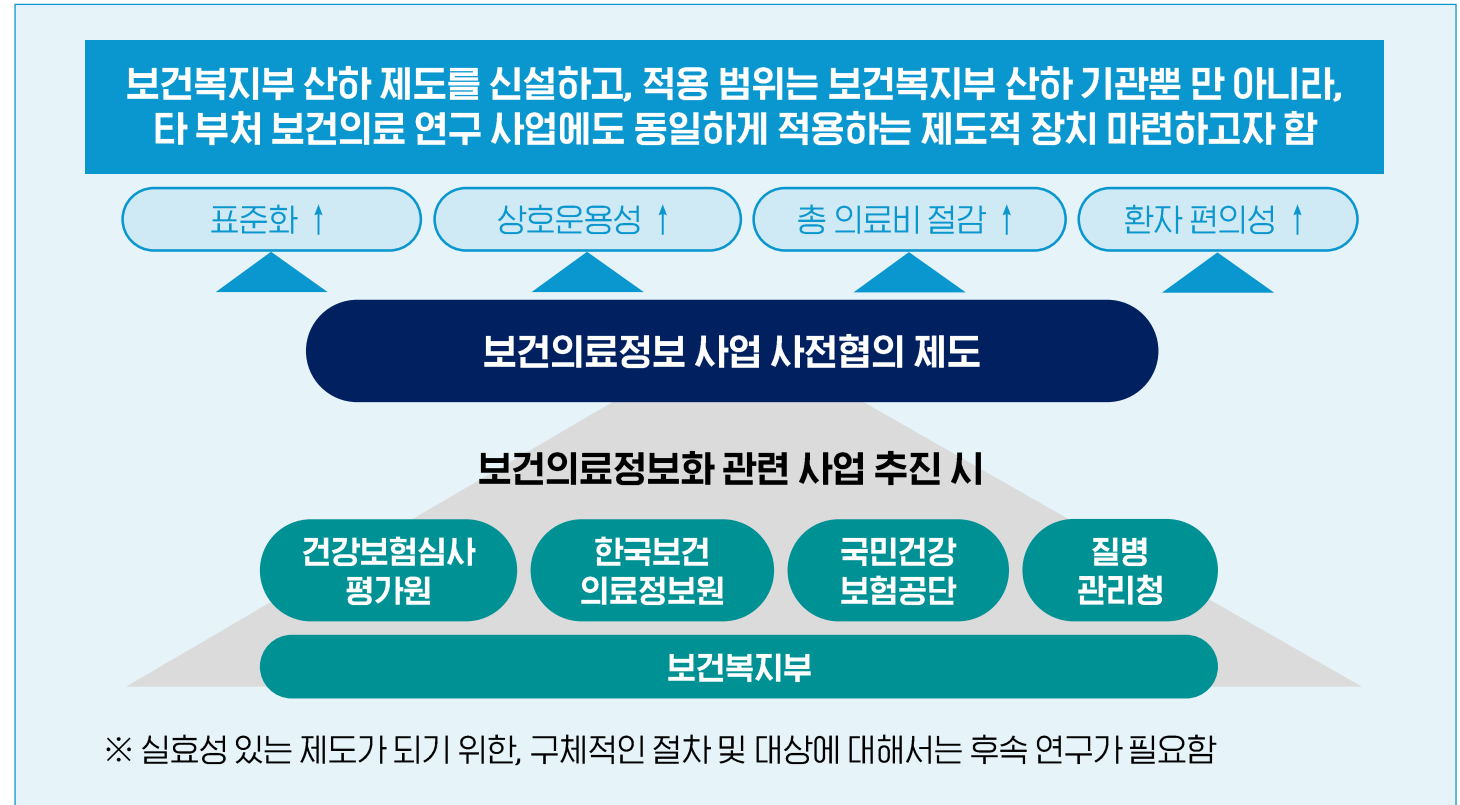 보건복지부 산하 제도를 신설하고, 적용 범위는 보건복지부 산하 기관뿐 만 아니라,
타 부처 보건의료 연구 사업에도 동일하게 적용하는 제도적 장치 마련하고자 함
표준화 ↑
상호운용성 ↑
총 의료비 절감 ↑
환자 편의성 ↑
보건의료정보 사업 사전협의 제도
보건의료정보화 관련 사업 추진 시
건강보험심사
평가원
한국보건
의료정보원
국민건강
보험공단
질병
관리청
보건복지부
※ 실효성 있는 제도가 되기 위한, 구체적인 절차 및 대상에 대해서는 후속 연구가 필요함